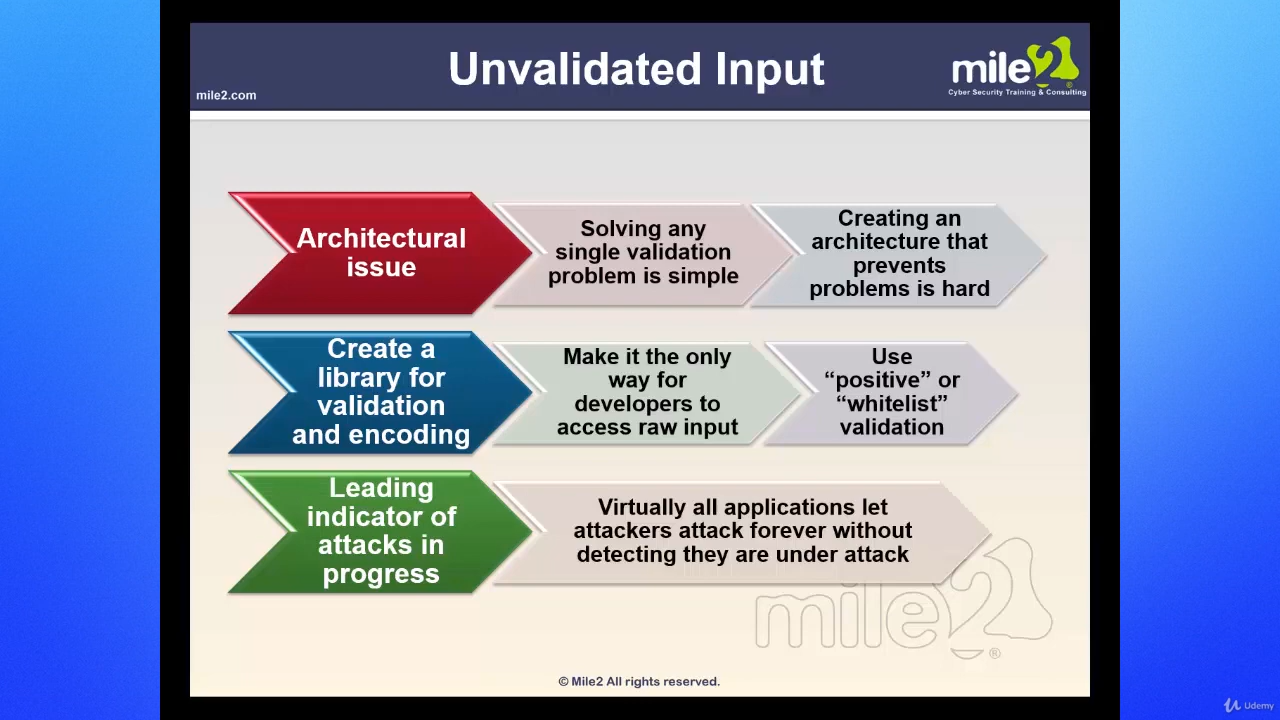 Unvalidated Input
mile2.com
mile2
Cyber Security Training & Consulting
Architectural
issue
Solving any
single validation
problem is simple
Creating an
architecture that
prevents
problems is hard
Create a
library for
validation
and encoding
Make it the only
way for
developers to
access raw input
Use
“positive” or
“whitelist”
validation
Leading
indicator of
attacks in
progress
Virtually all applications let
attackers attack forever without
detecting they are under attack
mile2®
© Mile2 All rights reserved.
Udemy